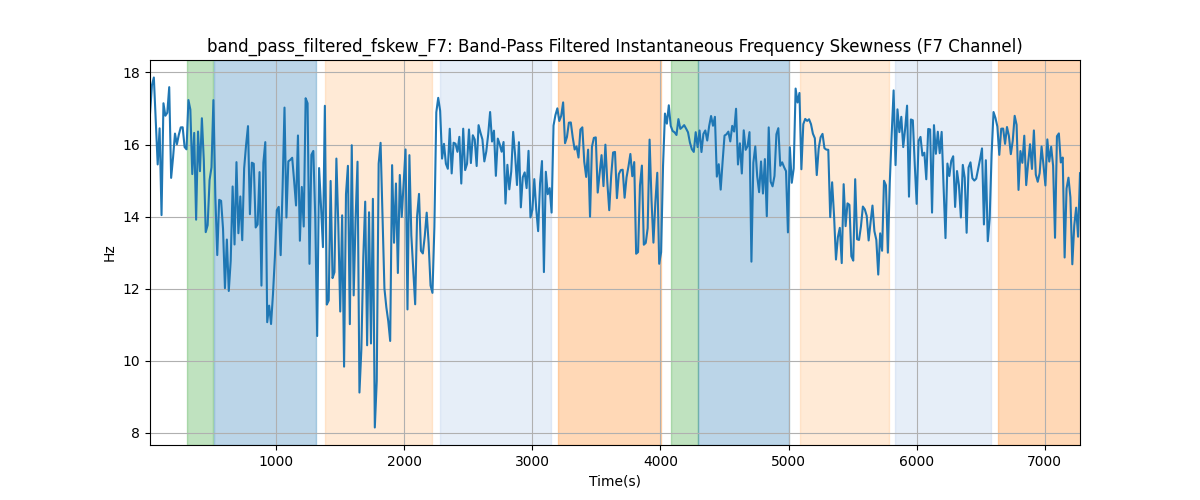 band_pass_filtered_fskew_F7: Band-Pass Filtered Instantaneous Frequency Skewness (F7 Channel)
18
16
14
12
10
8
Hz
1000 2000 3000 4000 5000 6000 7000
Time(s)